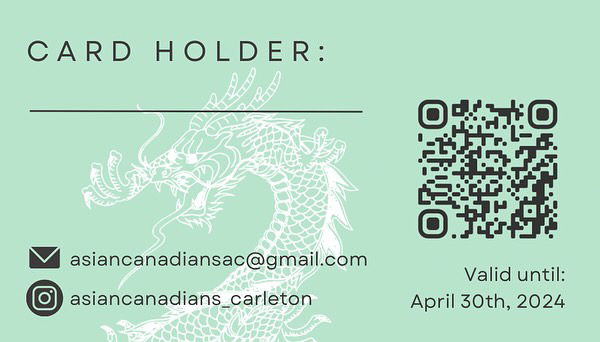 CARD HOLDER:
asiancanadiansac@gmail.com
asiancanadians_carleton
Valid until:
April 30th, 2024